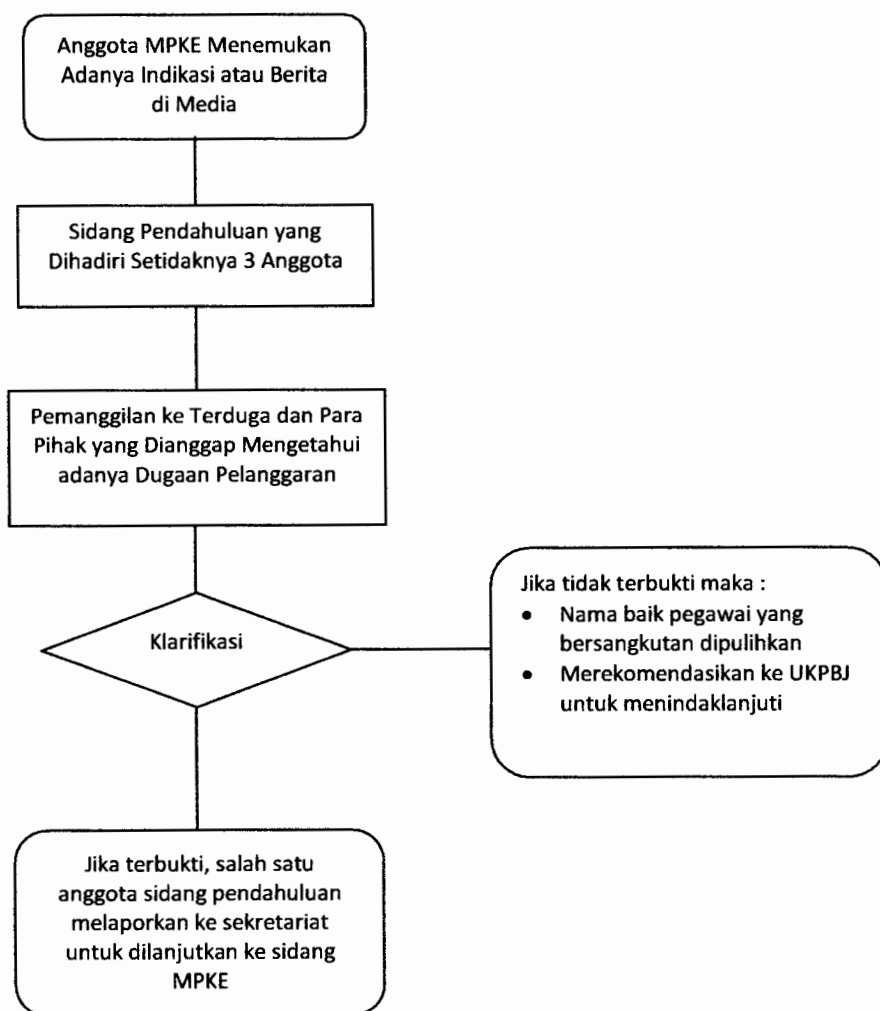 Anggota MPKE Menemukan
Adanya Indikasi atau Berita
di Media
Sidang Pendahuluan yang
Dihadiri Setidaknya 3 Anggota
Pemanggilan ke Terduga dan Para
Pihak yang Dianggap Mengetahui
adanya Dugaan Pelanggaran
Klarifikasi
Jika tidak terbukti maka :
• Nama baik pegawai yang
bersangkutan dipulihkan
• Merekomendasikan ke UKPBJ
untuk menindaklanjuti
Jika terbukti, salah satu
anggota sidang pendahuluan
melaporkan ke sekretariat
untuk dilanjutkan ke sidang
MPKE